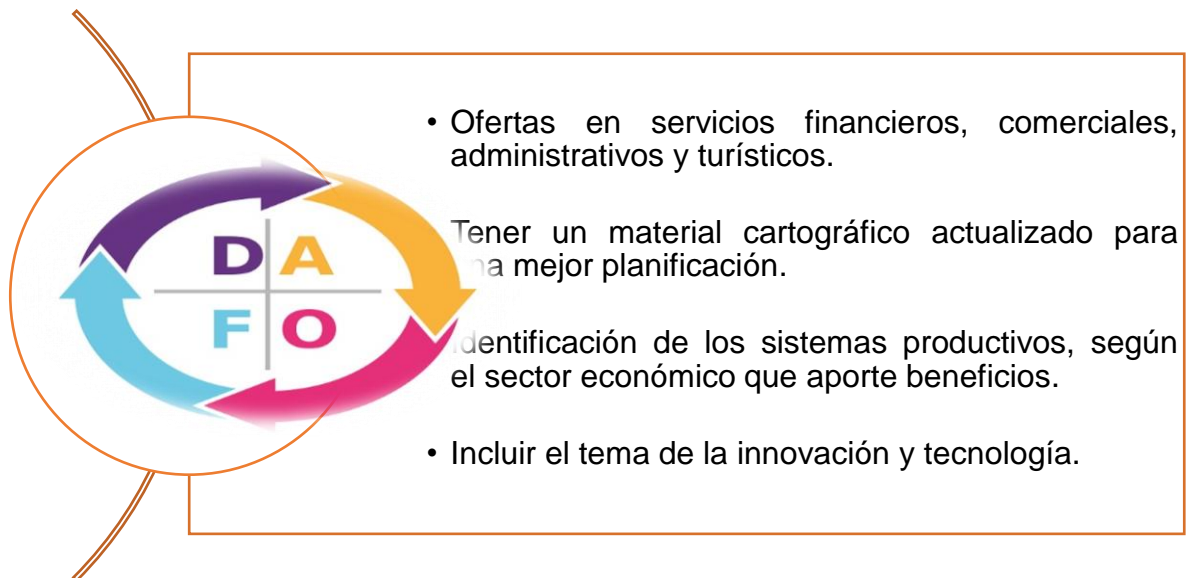 D A
F O
• Ofertas en servicios financieros, comerciales,
administrativos y turísticos.
Tener un material cartográfico actualizado para
mejor planificación.
Identificación de los sistemas productivos, según
el sector económico que aporte beneficios.
• Incluir el tema de la innovación y tecnología.